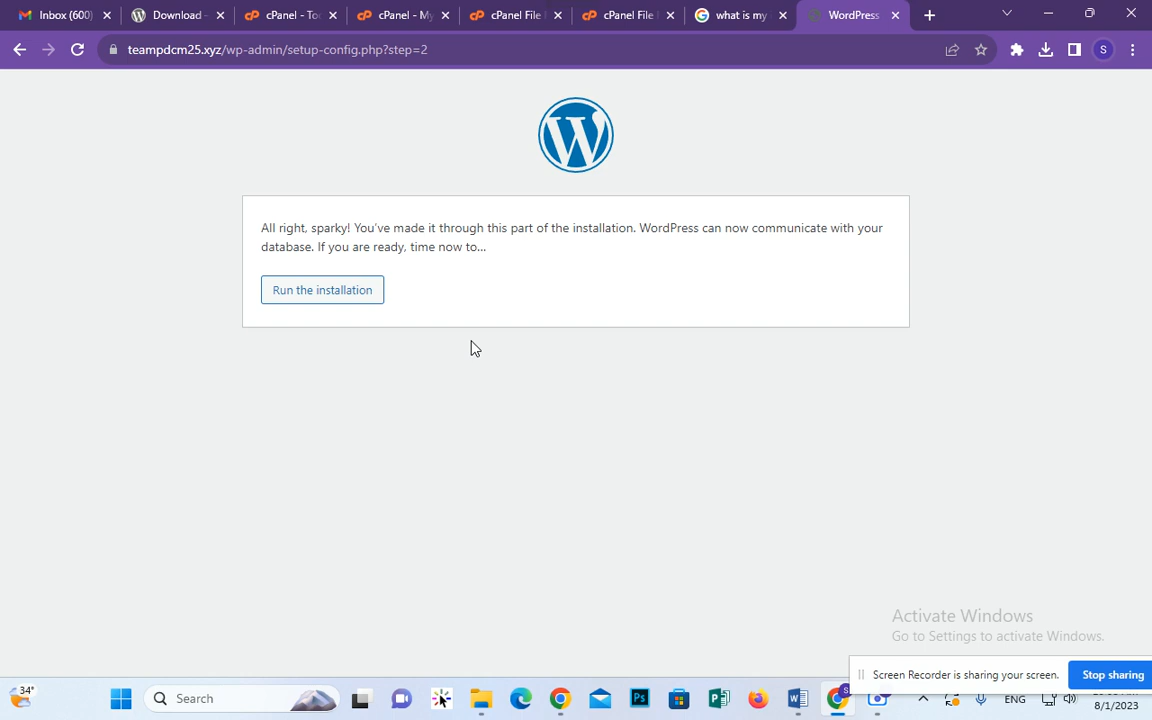 Inbox (600)
Download -
cPanel - Too
cPanel - My
cPanel File
cPanel File
what is my
WordPress
teampdcm25.xyz/wp-admin/setup-config.php?step=2
S
All right, sparky! You've made it through this part of the installation. WordPress can now communicate with your
database. If you are ready, time now to...
Run the installation
Activate Windows
Go to Settings to activate Windows.
Screen Recorder is sharing your screen.
Stop sharing
34°
Search
ENG
8/1/2023